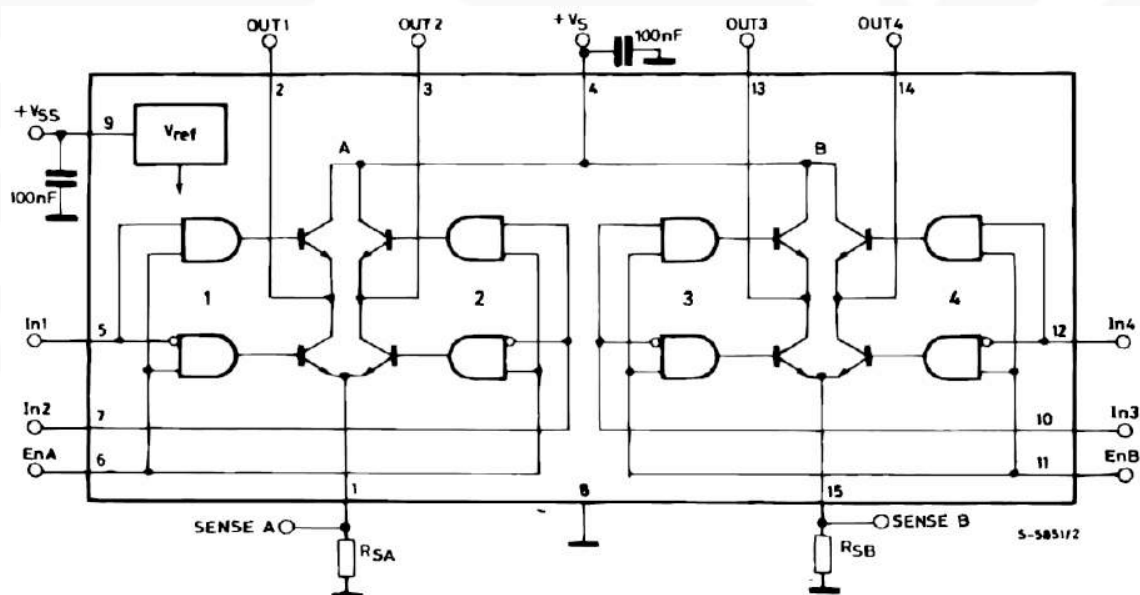 OUT1 OUT2 +VS 100nF OUT3 OUT4
2 3 4 13 14
+VSS 9 Vref
A B
100nF
1 2 3 4
In1 5 12 In4
In2 7 10 In3
EnA 6 11 EnB
1 8 15
SENSE A SENSE B
RSA RSB
S-5851/2